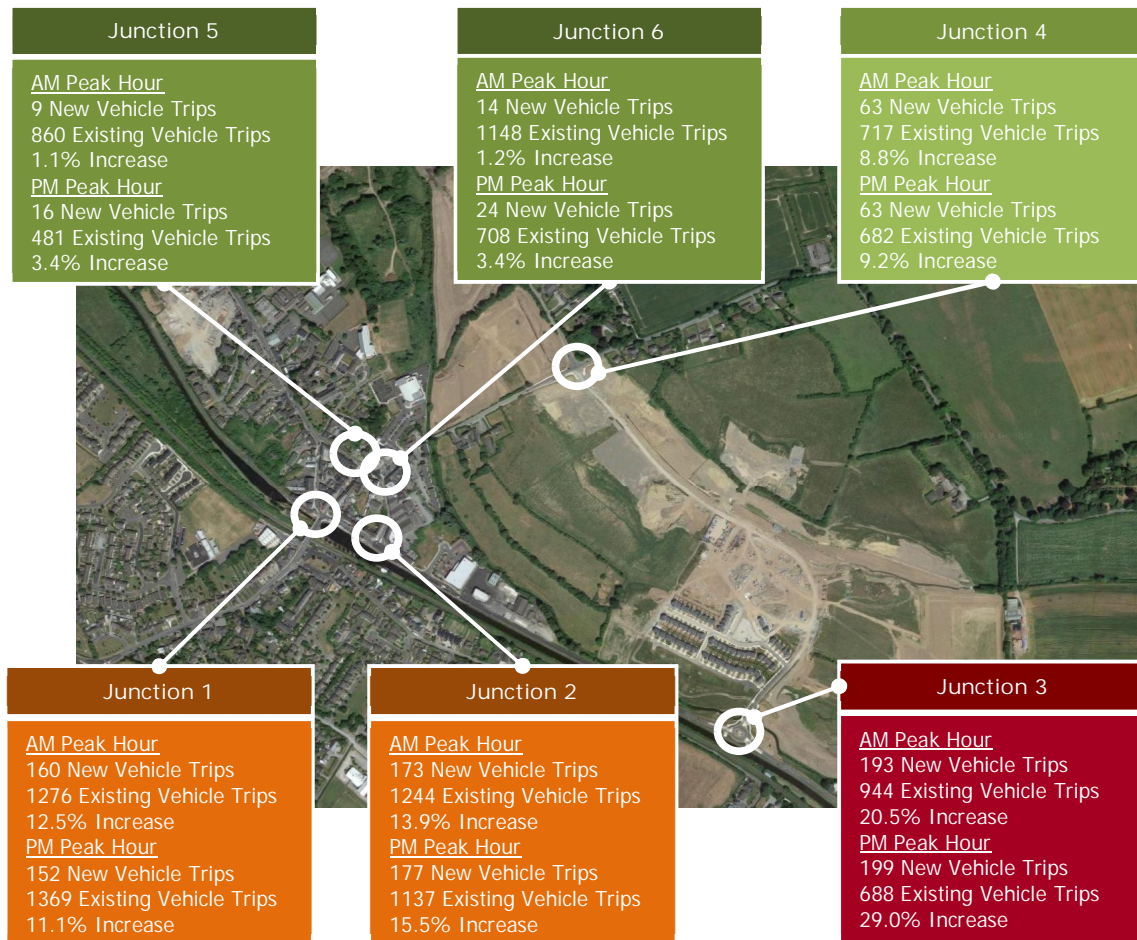 Junction 5
AM Peak Hour
9 New Vehicle Trips
860 Existing Vehicle Trips
1.1% Increase
PM Peak Hour
16 New Vehicle Trips
481 Existing Vehicle Trips
3.4% Increase
Junction 6
AM Peak Hour
14 New Vehicle Trips
1148 Existing Vehicle Trips
1.2% Increase
PM Peak Hour
24 New Vehicle Trips
708 Existing Vehicle Trips
3.4% Increase
Junction 4
AM Peak Hour
63 New Vehicle Trips
717 Existing Vehicle Trips
8.8% Increase
PM Peak Hour
63 New Vehicle Trips
682 Existing Vehicle Trips
9.2% Increase
Junction 1
AM Peak Hour
160 New Vehicle Trips
1276 Existing Vehicle Trips
12.5% Increase
PM Peak Hour
152 New Vehicle Trips
1369 Existing Vehicle Trips
11.1% Increase
Junction 2
AM Peak Hour
173 New Vehicle Trips
1244 Existing Vehicle Trips
13.9% Increase
PM Peak Hour
177 New Vehicle Trips
1137 Existing Vehicle Trips
15.5% Increase
Junction 3
AM Peak Hour
193 New Vehicle Trips
944 Existing Vehicle Trips
20.5% Increase
PM Peak Hour
199 New Vehicle Trips
688 Existing Vehicle Trips
29.0% Increase